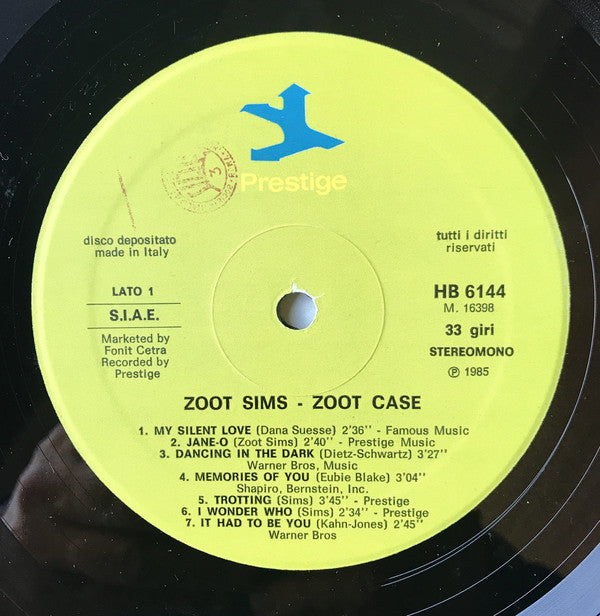 Prestige
disco depositato
made in Italy
tutti i diritti
riservati
LATO 1
S.I.A.E.
Marketed by
Fonit Cetra
Recorded by
Prestige
HB 6144
M. 16398
33 giri
STEREOMONO
℗ 1985
ZOOT SIMS - ZOOT CASE
1. MY SILENT LOVE (Dana Suesse) 2'36'' - Famous Music
2. JANE-O (Zoot Sims) 2'40'' - Prestige Music
3. DANCING IN THE DARK (Dietz-Schwartz) 3'27''
Warner Bros, Music
4. MEMORIES OF YOU (Eubie Blake) 3'04''
Shapiro, Bernstein, Inc.
5. TROTTING (Sims) 3'45'' - Prestige
6. I WONDER WHO (Sims) 2'34'' - Prestige
7. IT HAD TO BE YOU (Kahn-Jones) 2'45''
Warner Bros